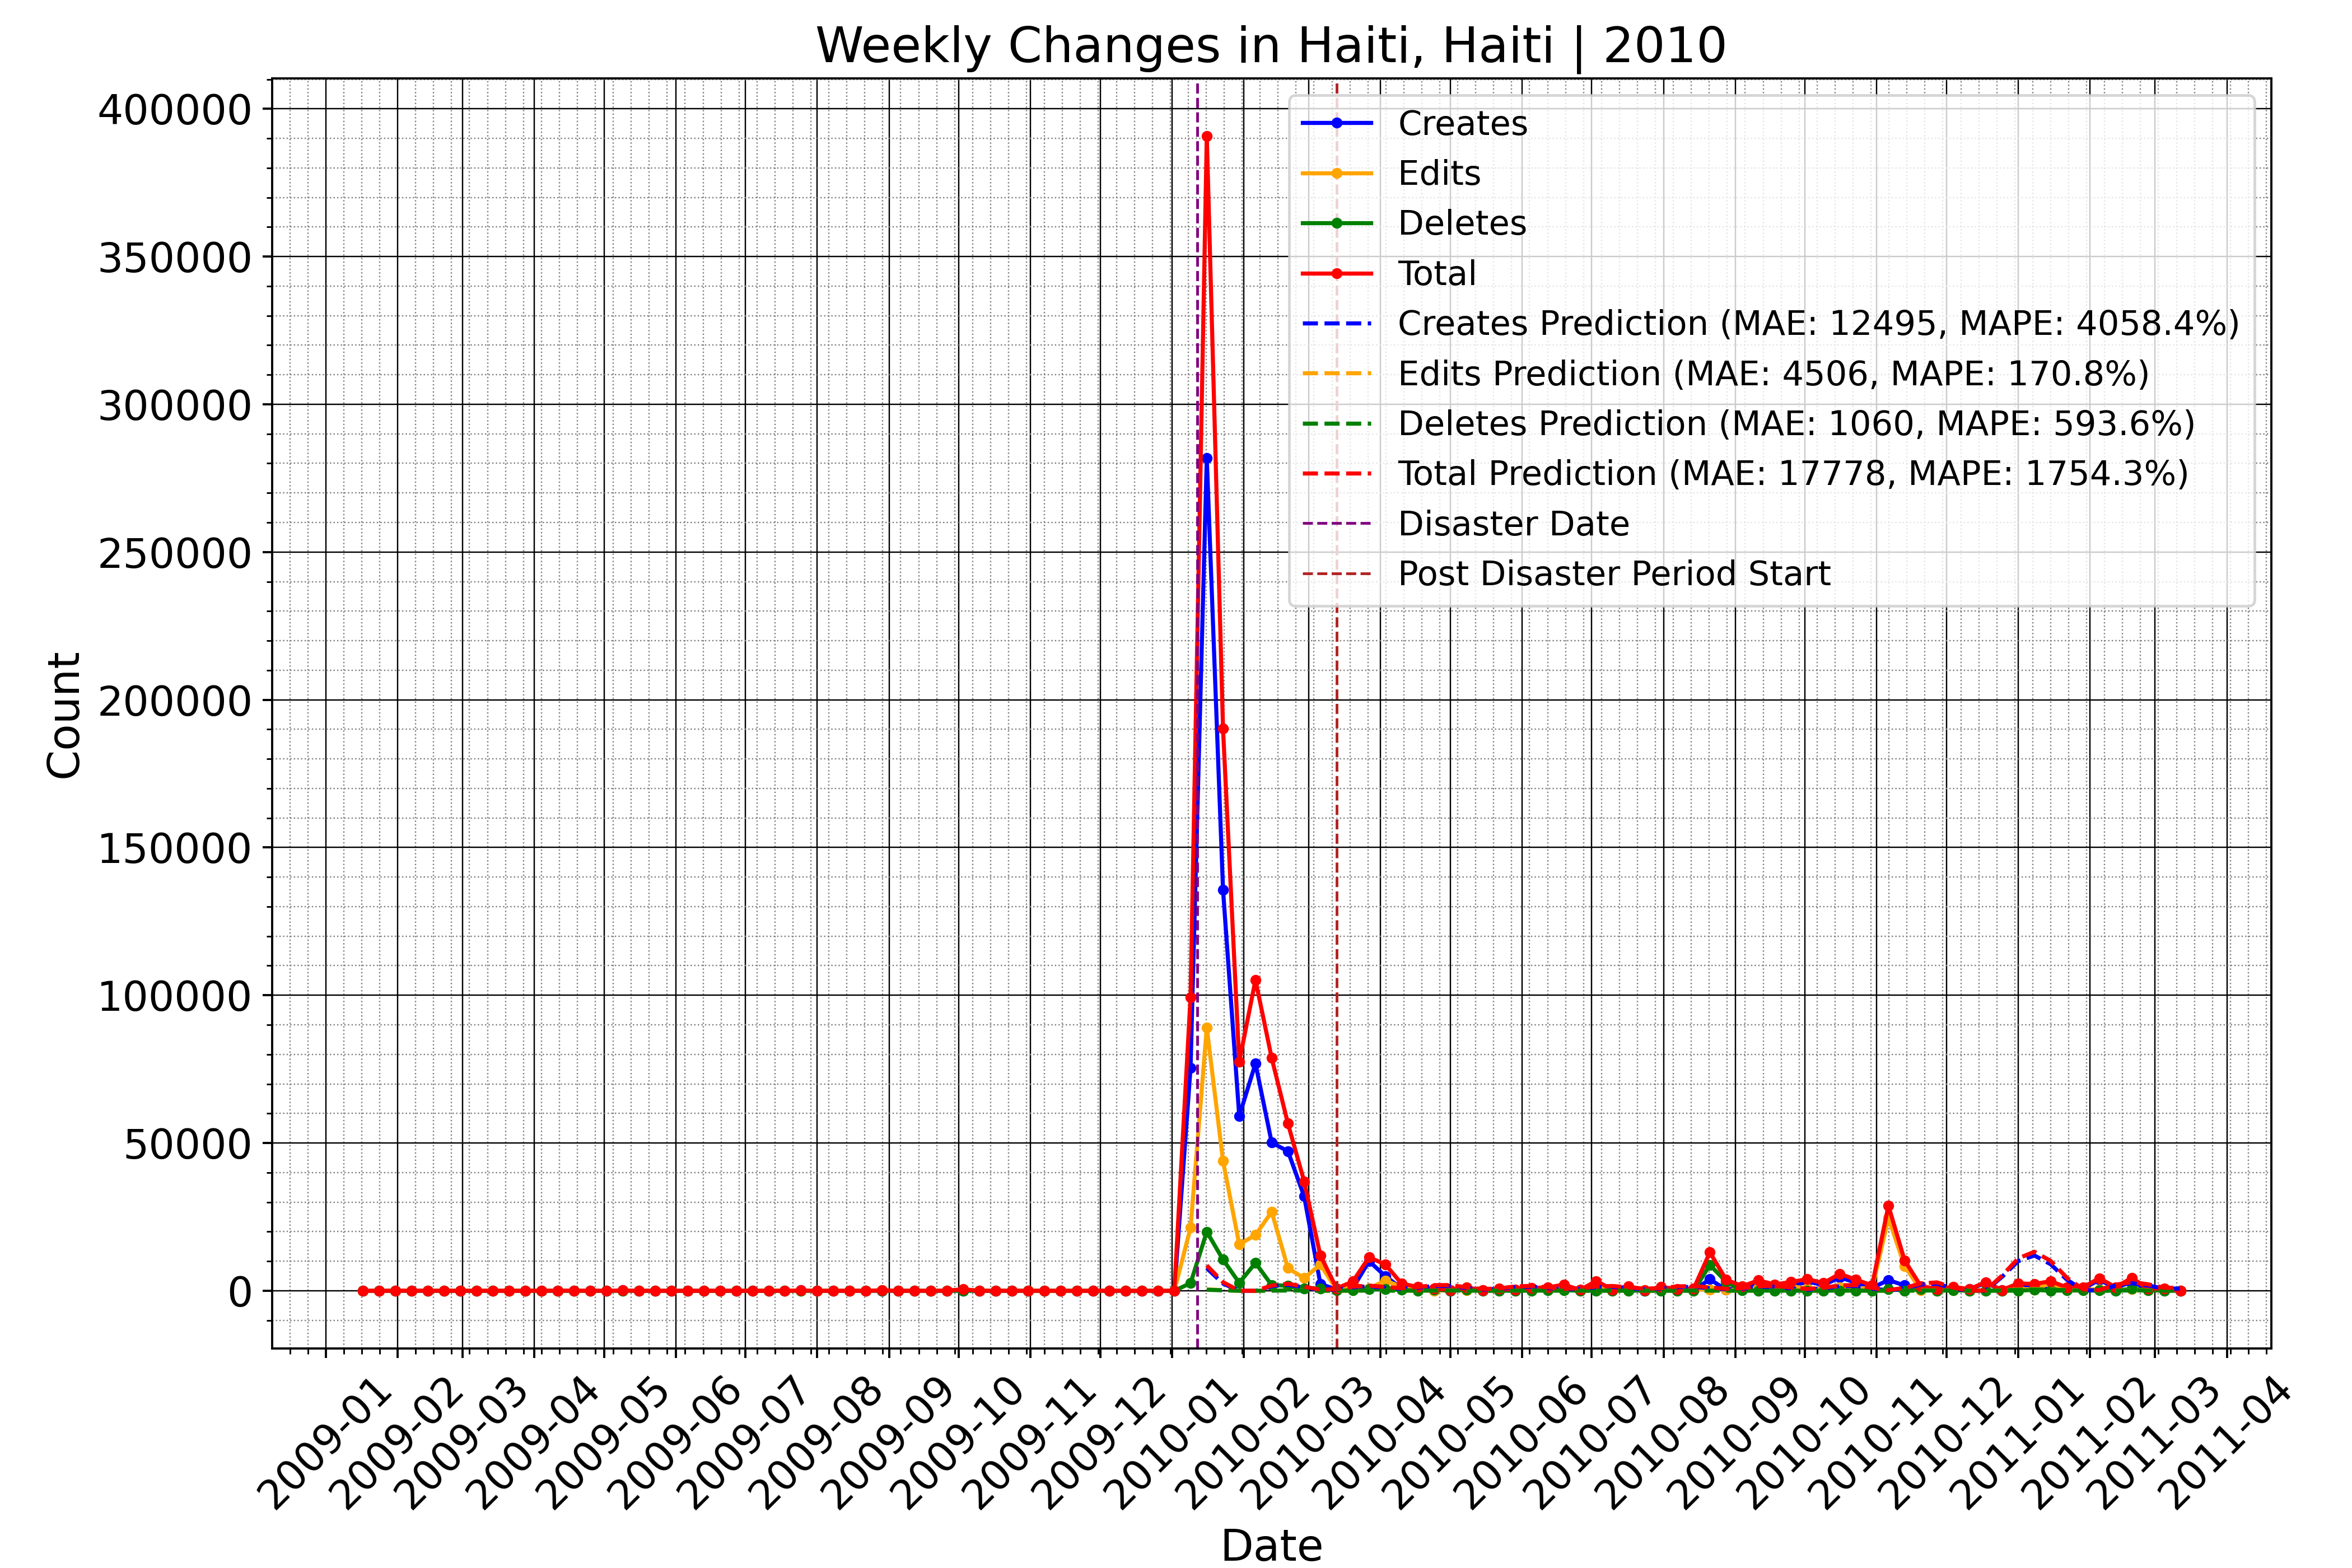 Weekly Changes in Haiti, Haiti | 2010
Count
400000
350000
300000
250000
200000
150000
100000
50000
0
Creates
Edits
Deletes
Total
Creates Prediction (MAE: 12495, MAPE: 4058.4%)
Edits Prediction (MAE: 4506, MAPE: 170.8%)
Deletes Prediction (MAE: 1060, MAPE: 593.6%)
Total Prediction (MAE: 17778, MAPE: 1754.3%)
Disaster Date
Post Disaster Period Start
2009-01
2009-02
2009-03
2009-04
2009-05
2009-06
2009-07
2009-08
2009-09
2009-10
2009-11
2009-12
2010-01
2010-02
2010-03
2010-04
2010-05
2010-06
2010-07
2010-08
2010-09
2010-10
2010-11
2010-12
2011-01
2011-02
2011-03
2011-04
Date